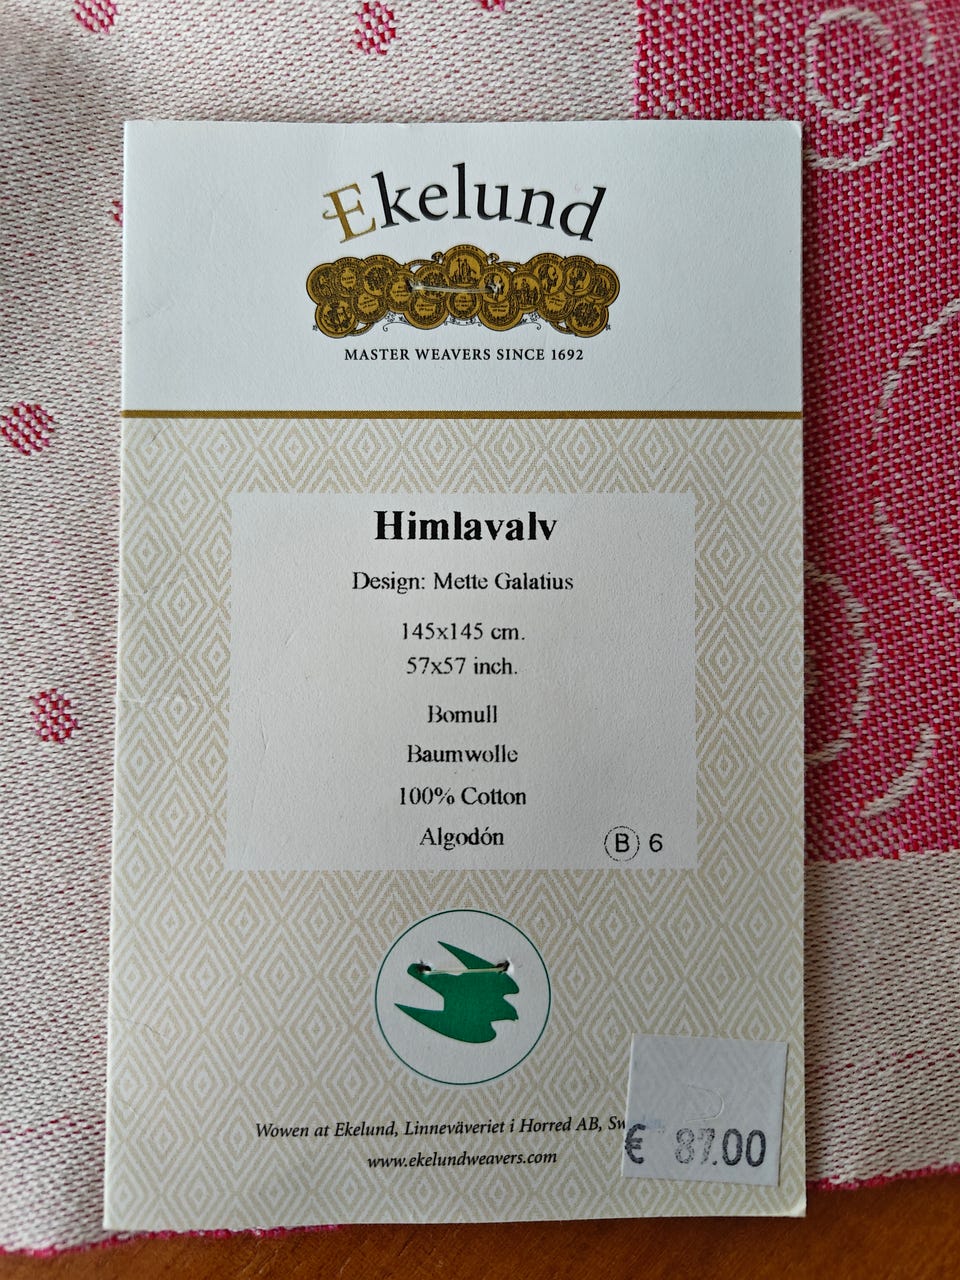 Ekelund
MASTER WEAVERS SINCE 1692
Himlavalv
Design: Mette Galatius
145x145 cm.
57x57 inch.
Bomull
Baumwolle
100% Cotton
Algodón
B 6
Wowen at Ekelund, Linneväveriet i Horred AB, Sweden,
www.ekelundweavers.com
€ 87.00